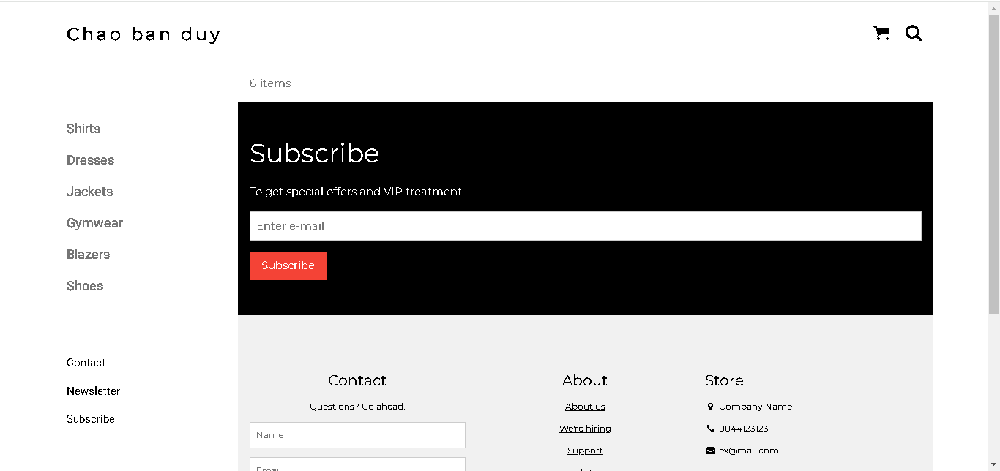 Chao ban duy
8 items
Shirts
Dresses
Jackets
Gymwear
Blazers
Shoes
Contact
Newsletter
Subscribe
Subscribe
To get special offers and VIP treatment:
Enter e-mail
Subscribe
Contact
Questions? Go ahead.
Name
Email
About
About us
We're hiring
Support
Store
Company Name
0044123123
ex@mail.com